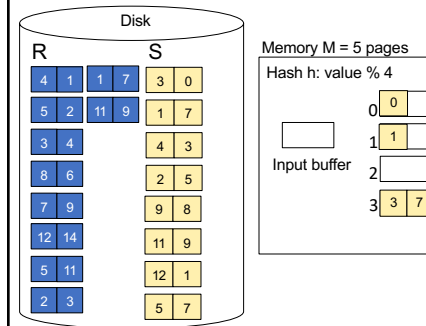 Disk
R S
Memory M = 5 pages
Hash h: value % 4
4 1 1 7 3 0
5 2 11 9 1 7
3 4 4 3
8 6 2 5
7 9 9 8
12 14 11 9
5 11 12 1
2 3 5 7
Input buffer
0 0
1 1
2
3 3 7